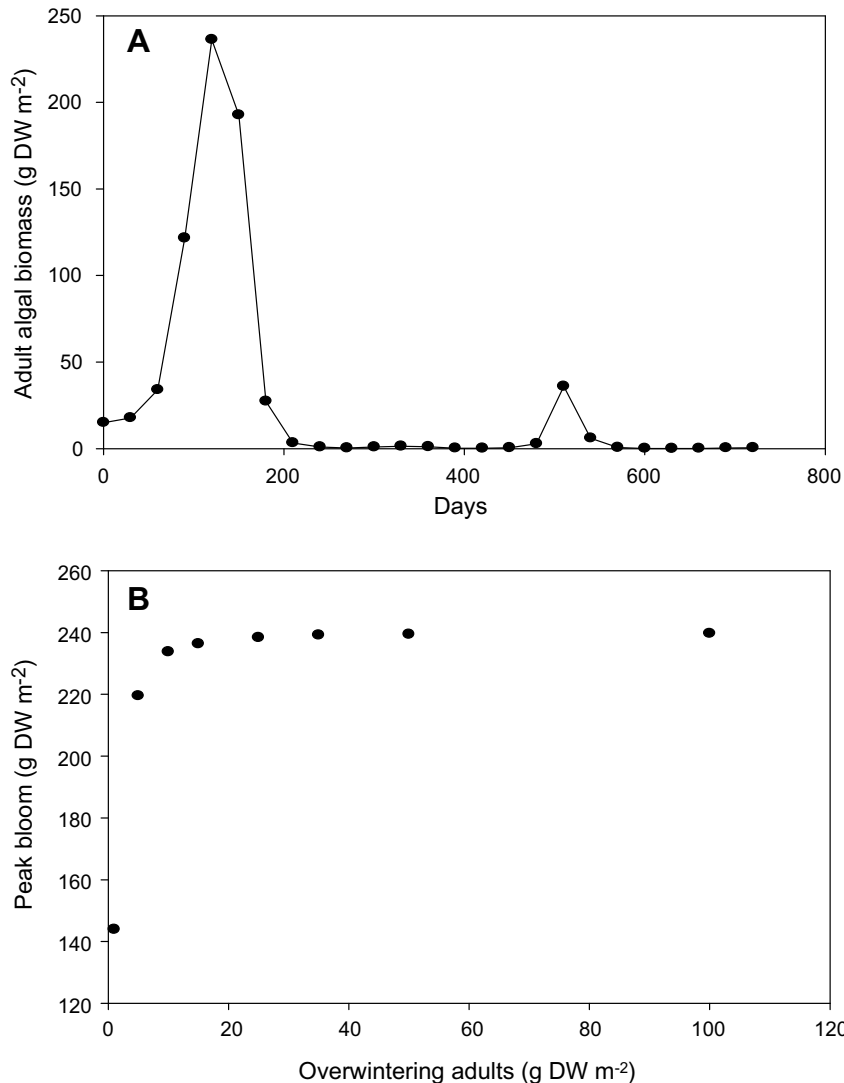 A
250
200
150
100
50
0
Adult algal biomass (g DW m-2)
0 200 400 600 800
Days
B
260
240
220
200
180
160
140
120
Peak bloom (g DW m-2)
0 20 40 60 80 100 120
Overwintering adults (g DW m-2)